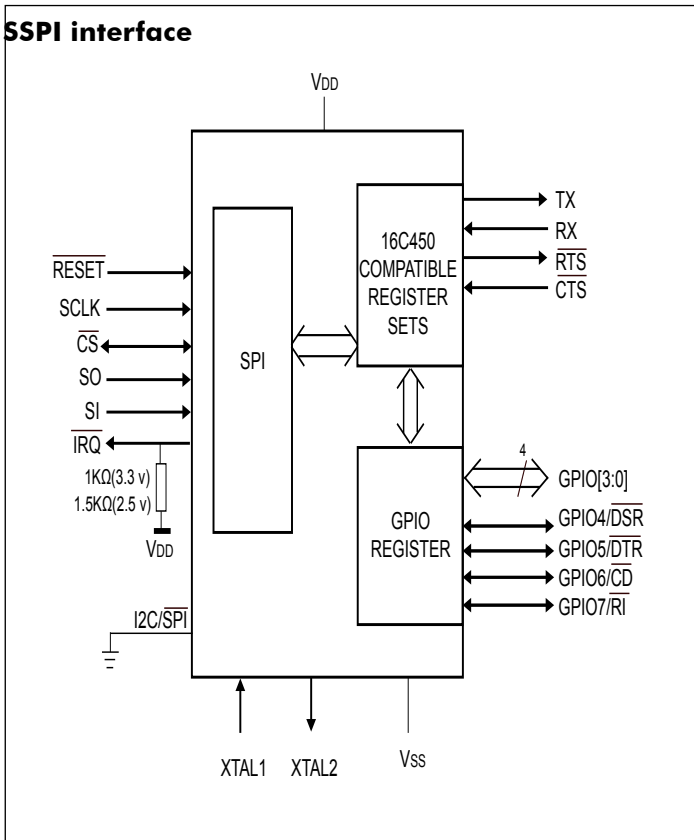 SSPI interface
VDD
RESET
SCLK
CS
SO
SI
IRQ
1KΩ(3.3 v)
1.5KΩ(2.5 v)
VDD
I2C/SPI
SPI
16C450
COMPATIBLE
REGISTER
SETS
TX
RX
RTS
CTS
GPIO
REGISTER
4
GPIO[3:0]
GPIO4/DSR
GPIO5/DTR
GPIO6/CD
GPIO7/RI
XTAL1
XTAL2
VSS